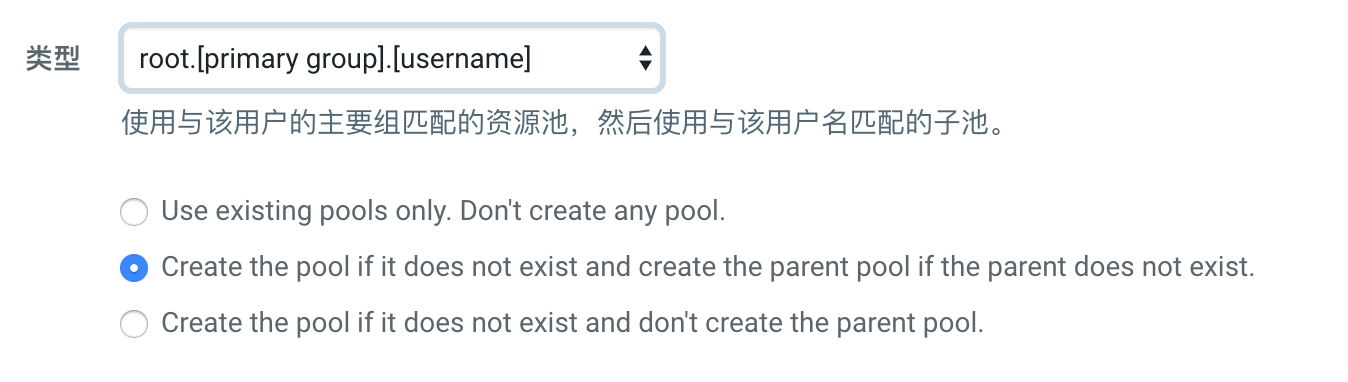 类型 root.[primary group].[username]
使用与该用户的主要组匹配的资源池，然后使用与该用户名匹配的子池。
Use existing pools only. Don't create any pool.
Create the pool if it does not exist and create the parent pool if the parent does not exist.
Create the pool if it does not exist and don't create the parent pool.